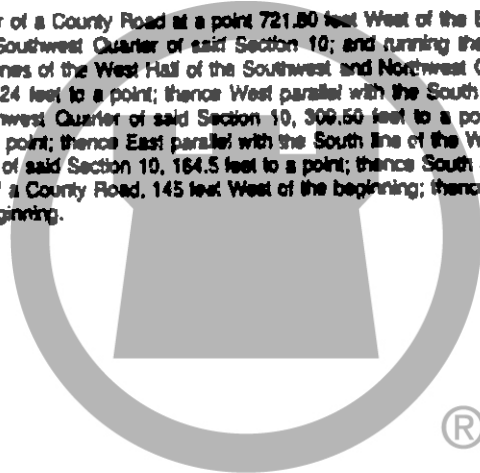 r of a County Road at a point 721.80 feet West of the E
Southwest Quarter of said Section 10; and running the
nes of the West Half of the Southwest and Northwest Q
24 feet to a point; thence West parallel with the South
hwest Quarter of said Section 10, 309.50 feet to a po
point; thence East parallel with the South line of the W
of said Section 10, 164.5 feet to a point; thence South
a County Road, 145 feet West of the beginning; thence
ginning.
®